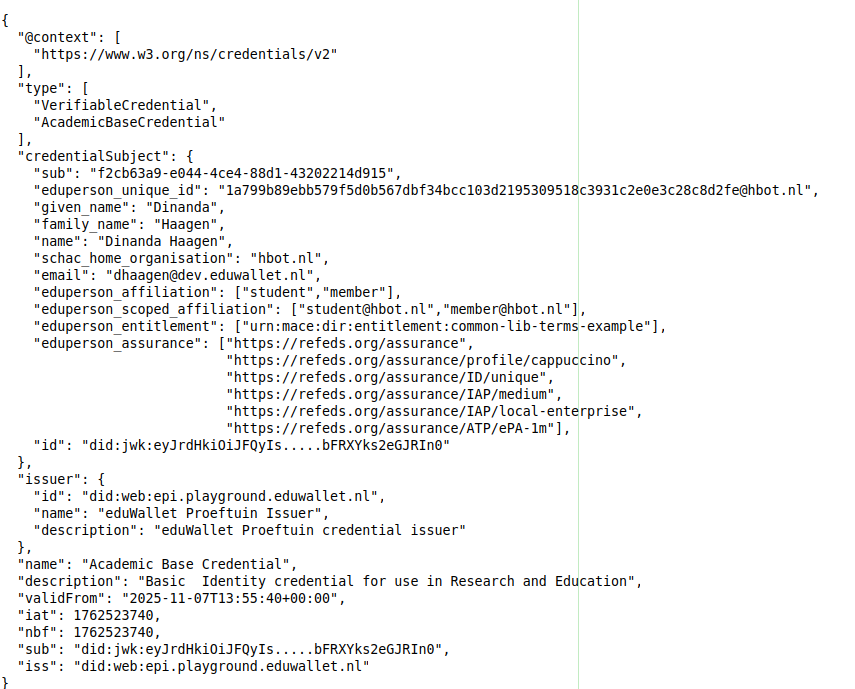 {
  "@context": [
    "https://www.w3.org/ns/credentials/v2"
  ],
  "type": [
    "VerifiableCredential",
    "AcademicBaseCredential"
  ],
  "credentialSubject": {
    "sub": "f2cb63a9-e044-4ce4-88d1-43202214d915",
    "eduperson_unique_id": "1a799b89ebb579f5d0b567dbf34bcc103d2195309518c3931c2e0e3c28c8d2fe@hbot.nl",
    "given_name": "Dinanda",
    "family_name": "Haagen",
    "name": "Dinanda Haagen",
    "schac_home_organisation": "hbot.nl",
    "email": "dhaagen@dev.eduwallet.nl",
    "eduperson_affiliation": ["student","member"],
    "eduperson_scoped_affiliation": ["student@hbot.nl","member@hbot.nl"],
    "eduperson_entitlement": ["urn:mace:dir:entitlement:common-lib-terms-example"],
    "eduperson_assurance": ["https://refeds.org/assurance",
                            "https://refeds.org/assurance/profile/cappuccino",
                            "https://refeds.org/assurance/ID/unique",
                            "https://refeds.org/assurance/IAP/medium",
                            "https://refeds.org/assurance/IAP/local-enterprise",
                            "https://refeds.org/assurance/ATP/ePA-1m"],
    "id": "did:jwk:eyJrdHkiOiJFQyIs.....bFRXYks2eGJRIn0"
  },
  "issuer": {
    "id": "did:web:epi.playground.eduwallet.nl",
    "name": "eduWallet Proeftuin Issuer",
    "description": "eduWallet Proeftuin credential issuer"
  },
  "name": "Academic Base Credential",
  "description": "Basic  Identity credential for use in Research and Education",
  "validFrom": "2025-11-07T13:55:40+00:00",
  "iat": 1762523740,
  "nbf": 1762523740,
  "sub": "did:jwk:eyJrdHkiOiJFQyIs.....bFRXYks2eGJRIn0",
  "iss": "did:web:epi.playground.eduwallet.nl"
}